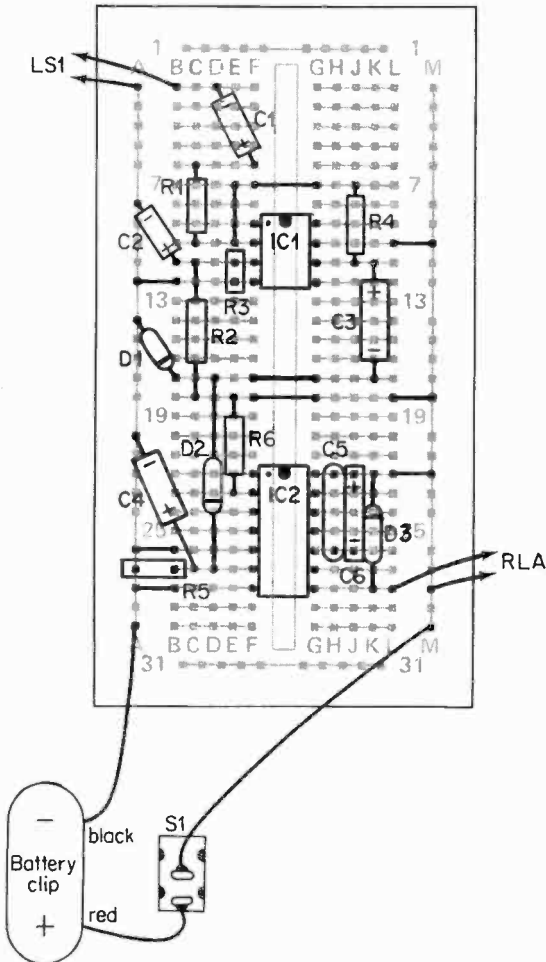 1 1
A B C D E F G H J K L M
LS1
C1
7 7
R1
R4
C2
IC1
R3
13 13
C3
R2
D1
19 19
R6
D2
C5
IC2
C4
25 25
D3
C6
R5
RLA
A B C D E F G H J K L M
31 31
S1
−
black
Battery
clip
red
+